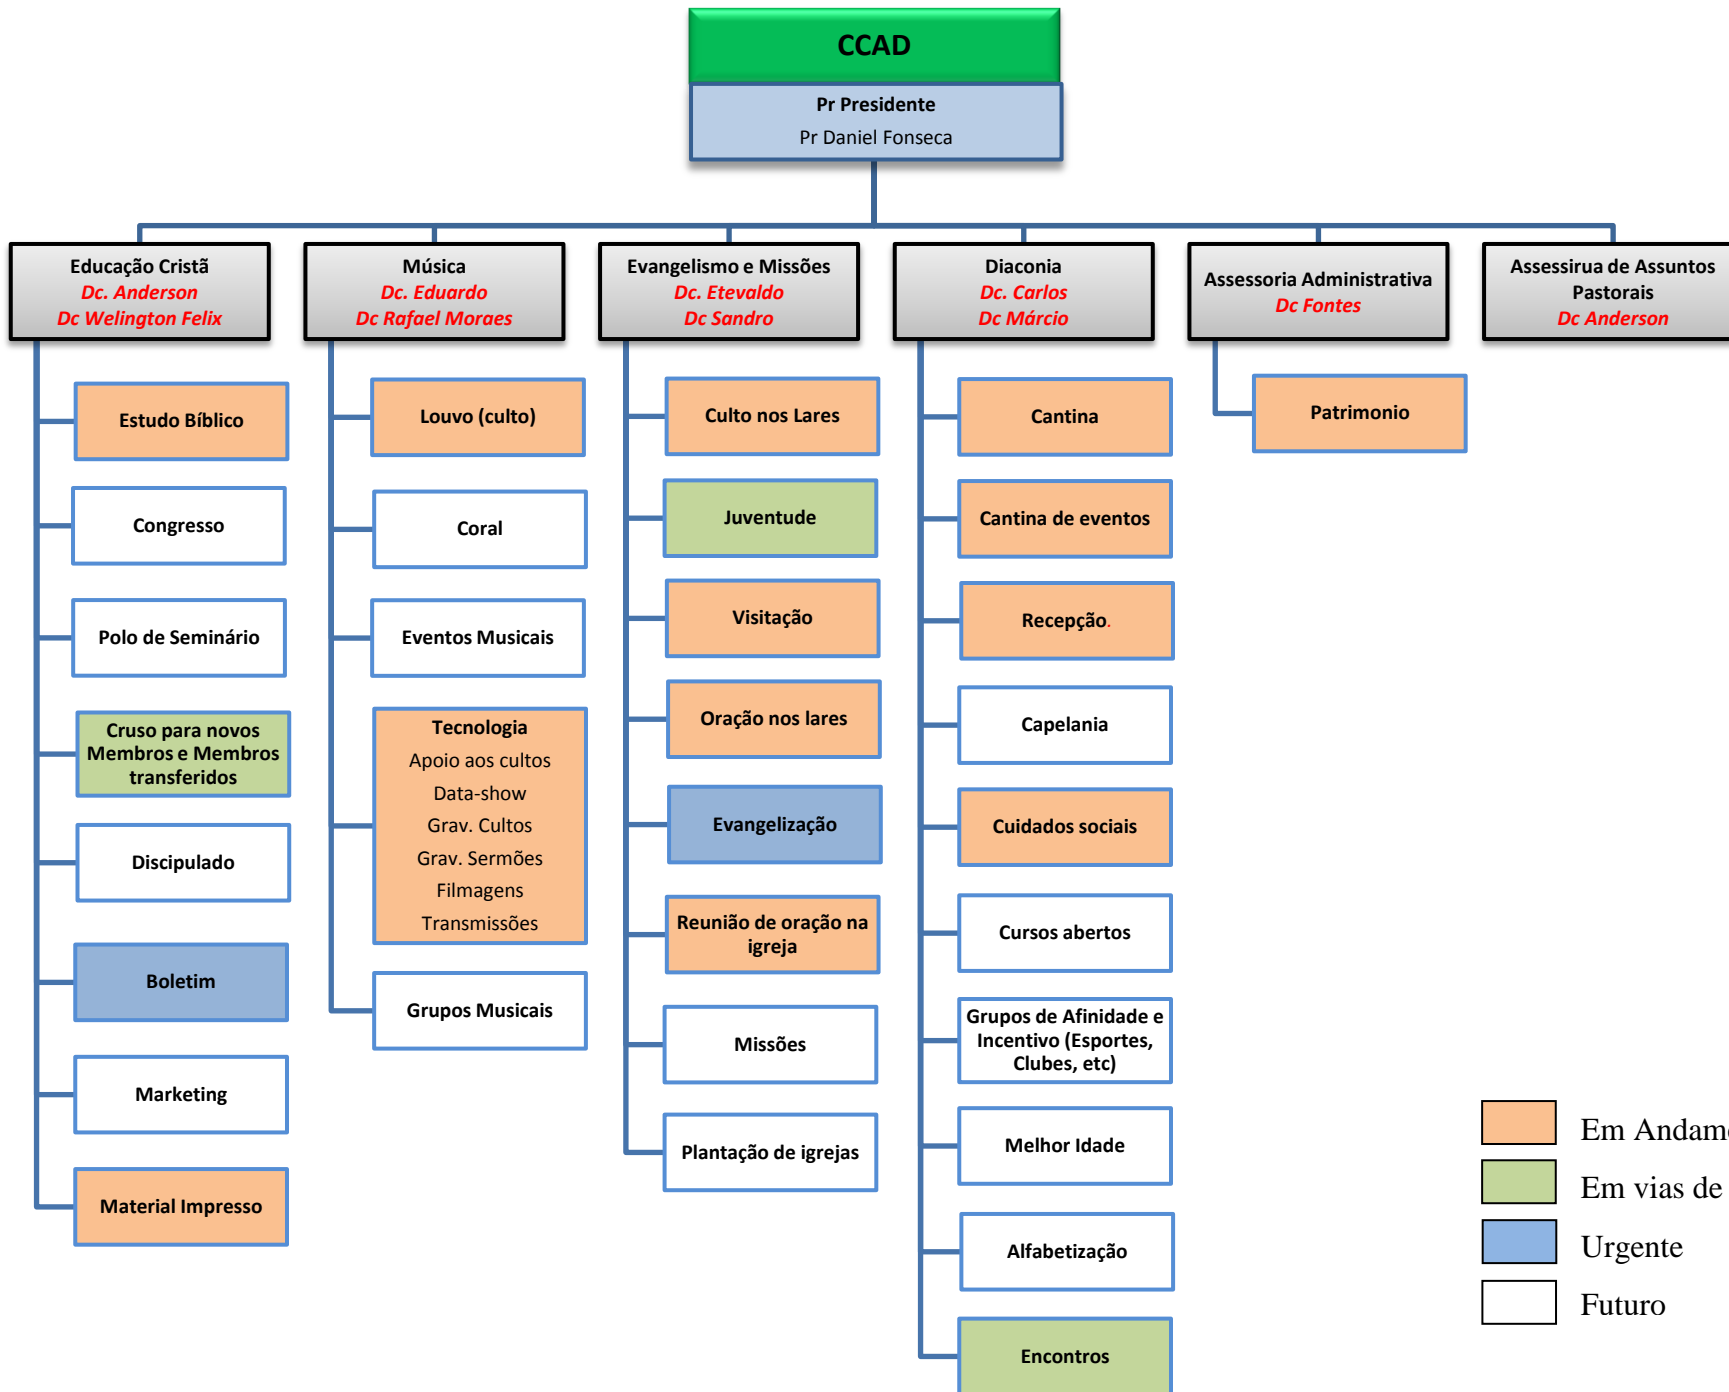 CCAD
Pr Presidente
Pr Daniel Fonseca
Educação Cristã
Dc. Anderson
Dc Welington Felix
Música
Dc. Eduardo
Dc Rafael Moraes
Evangelismo e Missões
Dc. Etevaldo
Dc Sandro
Diaconia
Dc. Carlos
Dc Márcio
Assessoria Administrativa
Dc Fontes
Assessirua de Assuntos
Pastorais
Dc Anderson
Estudo Bíblico
Congresso
Polo de Seminário
Cruso para novos
Membros e Membros
transferidos
Discipulado
Boletim
Marketing
Material Impresso
Louvo (culto)
Coral
Eventos Musicais
Tecnologia
Apoio aos cultos
Data-show
Grav. Cultos
Grav. Sermões
Filmagens
Transmissões
Grupos Musicais
Culto nos Lares
Juventude
Visitação
Oração nos lares
Evangelização
Reunião de oração na
igreja
Missões
Plantação de igrejas
Cantina
Cantina de eventos
Recepção.
Capelania
Cuidados sociais
Cursos abertos
Grupos de Afinidade e
Incentivo (Esportes,
Clubes, etc)
Melhor Idade
Alfabetização
Encontros
Patrimonio
Em
Em vias de
Urgente
Futuro